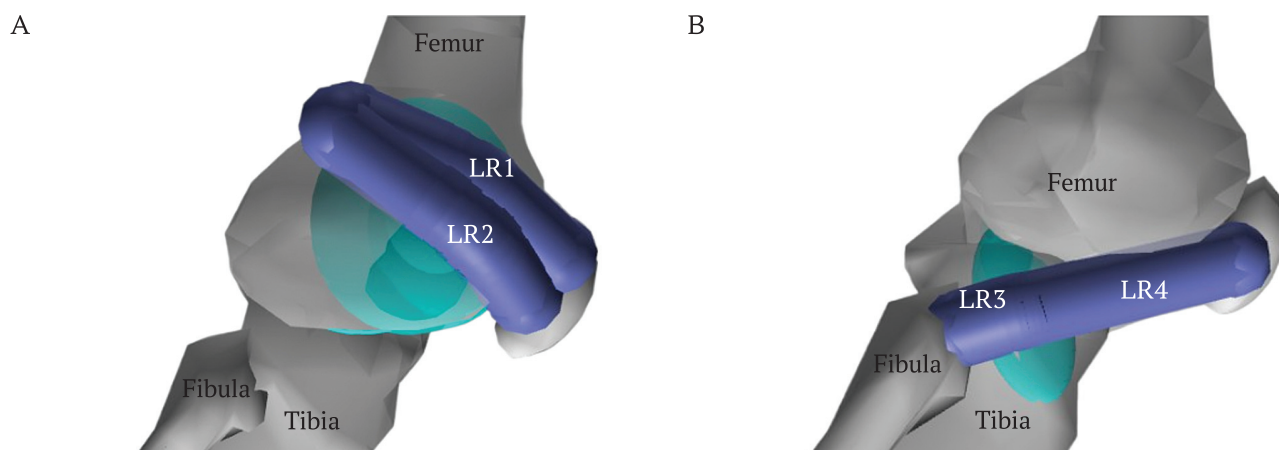 A
Femur
LR1
LR2
Fibula
Tibia
B
Femur
LR3
LR4
Fibula
Tibia